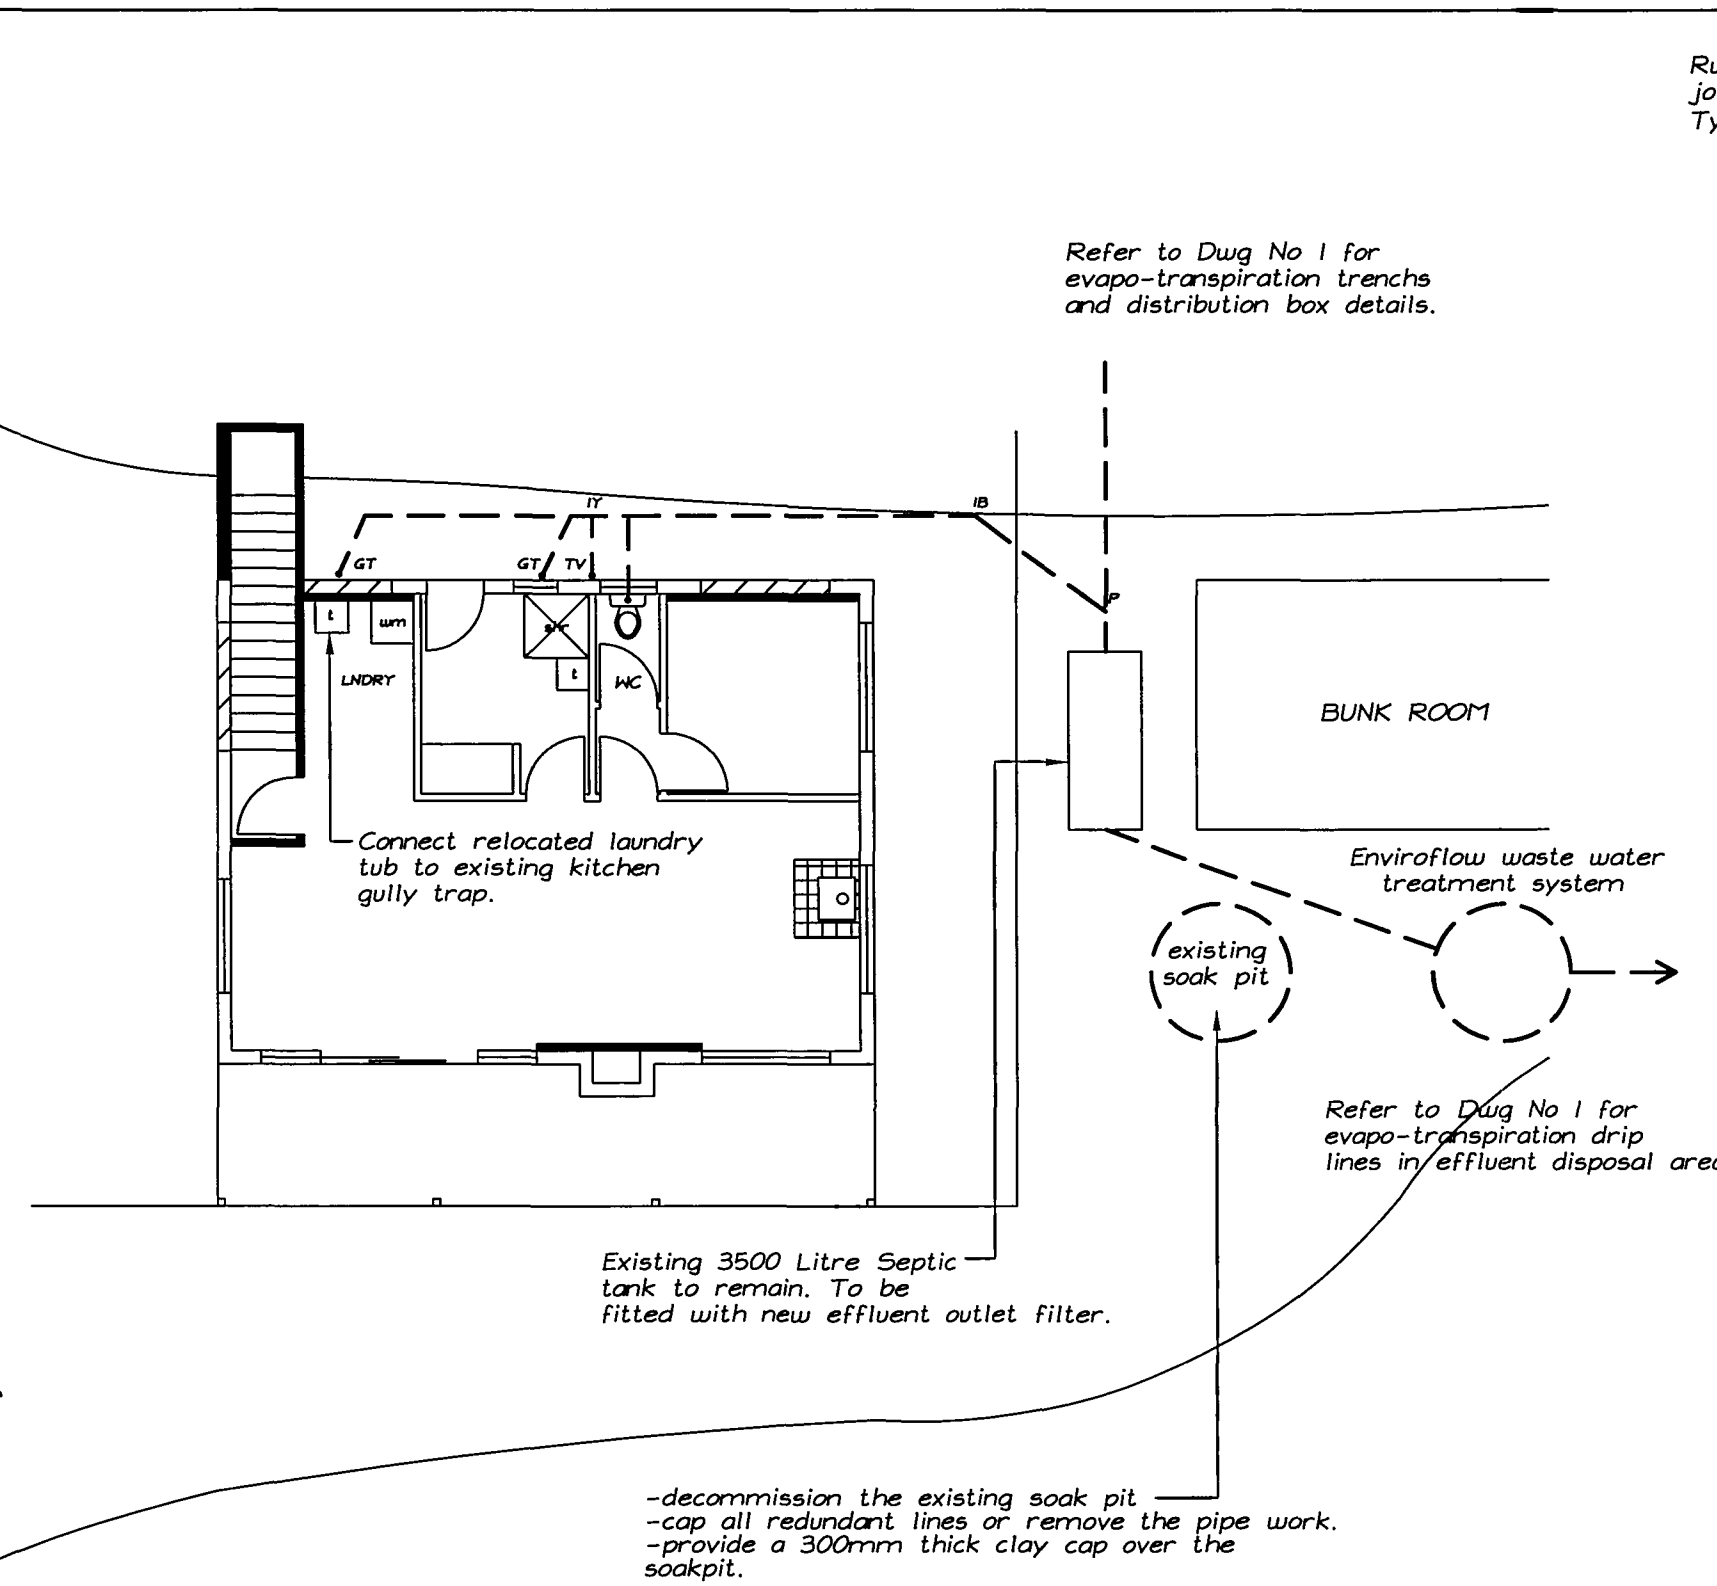 Refer to Dwg No 1 for
evapo-transpiration trenchs
and distribution box details.
IY
IB
GT
GT
TV
P
t
wm
shr
t
LNDRY
WC
BUNK ROOM
Connect relocated laundry
tub to existing kitchen
gully trap.
Enviroflow waste water
treatment system
existing
soak pit
Refer to Dwg No 1 for
evapo-transpiration drip
lines in effluent disposal area
Existing 3500 Litre Septic
tank to remain. To be
fitted with new effluent outlet filter.
-decommission the existing soak pit
-cap all redundant lines or remove the pipe work.
-provide a 300mm thick clay cap over the
soakpit.